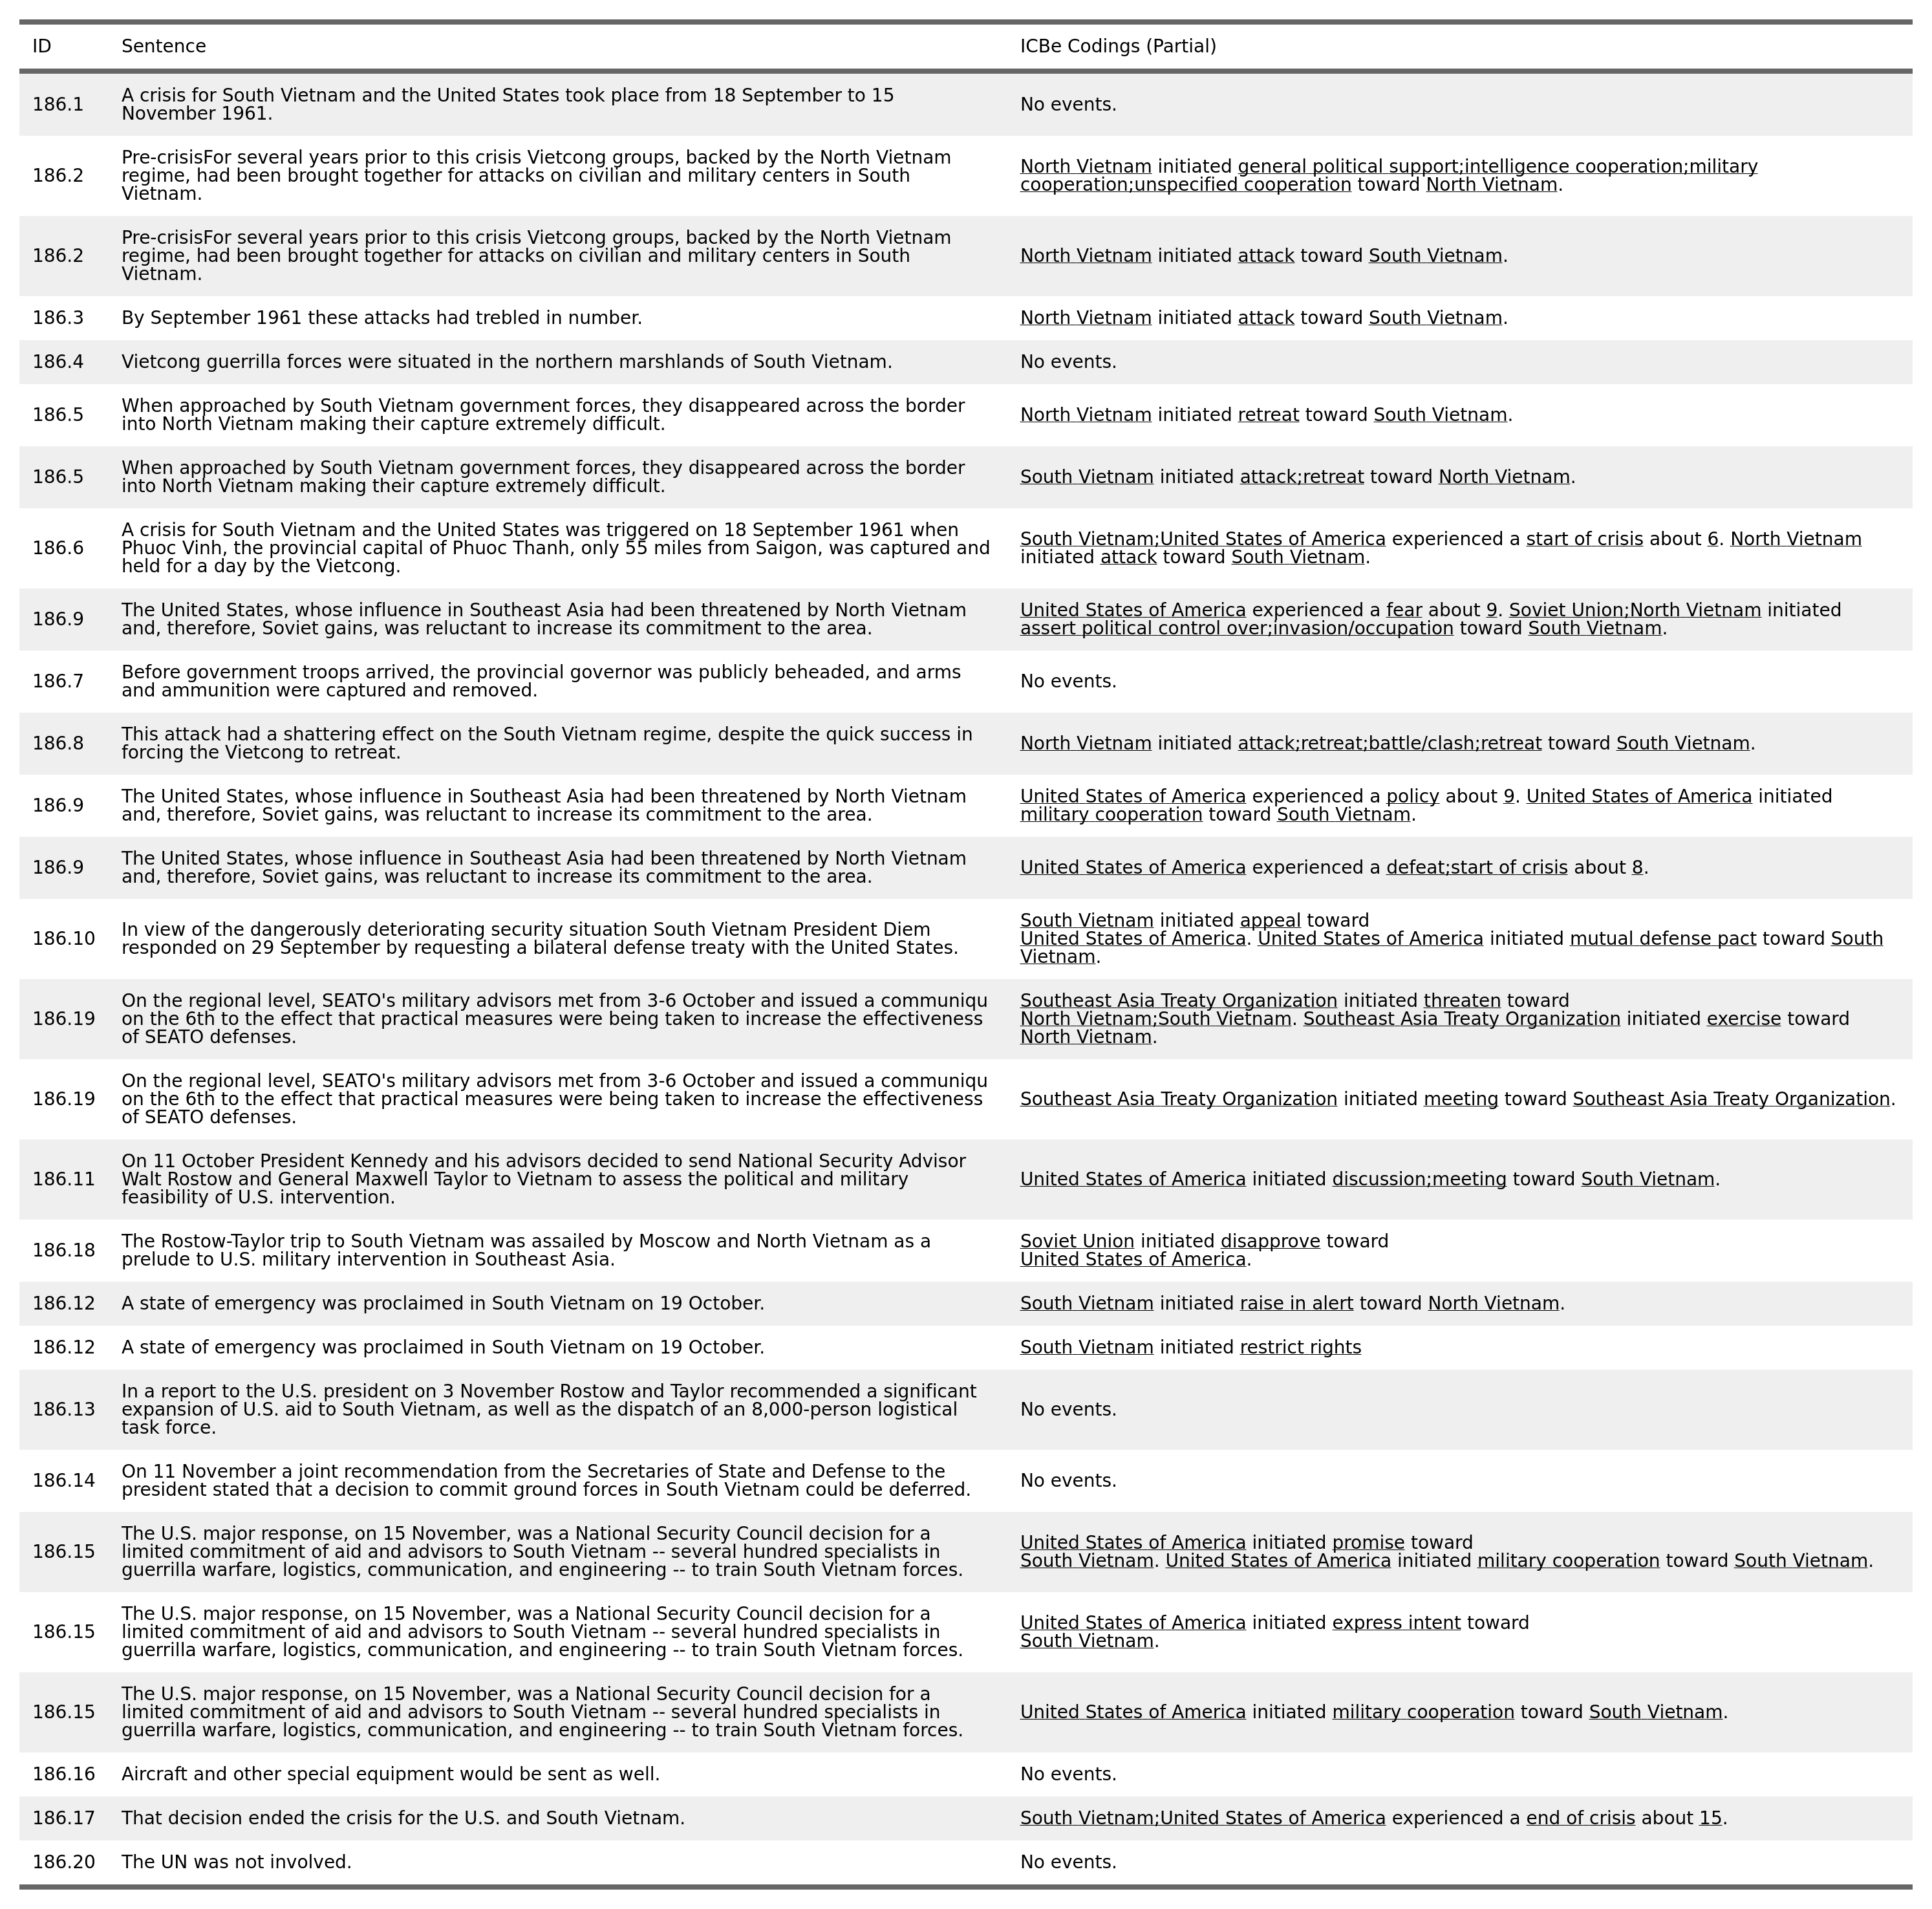 ID Sentence ICBe Codings (Partial)
186.1 A crisis for South Vietnam and the United States took place from 18 September to 15
November 1961.
No events.
186.2 Pre-crisisFor several years prior to this crisis Vietcong groups, backed by the North Vietnam
regime, had been brought together for attacks on civilian and military centers in South
Vietnam.
North Vietnam initiated general political support;intelligence cooperation;military
cooperation;unspecified cooperation toward North Vietnam.
186.2 Pre-crisisFor several years prior to this crisis Vietcong groups, backed by the North Vietnam
regime, had been brought together for attacks on civilian and military centers in South
Vietnam.
North Vietnam initiated attack toward South Vietnam.
186.3 By September 1961 these attacks had trebled in number.
North Vietnam initiated attack toward South Vietnam.
186.4 Vietcong guerrilla forces were situated in the northern marshlands of South Vietnam.
No events.
186.5 When approached by South Vietnam government forces, they disappeared across the border
into North Vietnam making their capture extremely difficult.
North Vietnam initiated retreat toward South Vietnam.
186.5 When approached by South Vietnam government forces, they disappeared across the border
into North Vietnam making their capture extremely difficult.
South Vietnam initiated attack;retreat toward North Vietnam.
186.6 A crisis for South Vietnam and the United States was triggered on 18 September 1961 when
Phuoc Vinh, the provincial capital of Phuoc Thanh, only 55 miles from Saigon, was captured and
held for a day by the Vietcong.
South Vietnam;United States of America experienced a start of crisis about 6. North Vietnam
initiated attack toward South Vietnam.
186.9 The United States, whose influence in Southeast Asia had been threatened by North Vietnam
and, therefore, Soviet gains, was reluctant to increase its commitment to the area.
United States of America experienced a fear about 9. Soviet Union;North Vietnam initiated
assert political control over;invasion/occupation toward South Vietnam.
186.7 Before government troops arrived, the provincial governor was publicly beheaded, and arms
and ammunition were captured and removed.
No events.
186.8 This attack had a shattering effect on the South Vietnam regime, despite the quick success in
forcing the Vietcong to retreat.
North Vietnam initiated attack;retreat;battle/clash;retreat toward South Vietnam.
186.9 The United States, whose influence in Southeast Asia had been threatened by North Vietnam
and, therefore, Soviet gains, was reluctant to increase its commitment to the area.
United States of America experienced a policy about 9. United States of America initiated
military cooperation toward South Vietnam.
186.9 The United States, whose influence in Southeast Asia had been threatened by North Vietnam
and, therefore, Soviet gains, was reluctant to increase its commitment to the area.
United States of America experienced a defeat;start of crisis about 8.
186.10 In view of the dangerously deteriorating security situation South Vietnam President Diem
responded on 29 September by requesting a bilateral defense treaty with the United States.
South Vietnam initiated appeal toward
United States of America. United States of America initiated mutual defense pact toward South
Vietnam.
186.19 On the regional level, SEATO's military advisors met from 3-6 October and issued a communiqu
on the 6th to the effect that practical measures were being taken to increase the effectiveness
of SEATO defenses.
Southeast Asia Treaty Organization initiated threaten toward
North Vietnam;South Vietnam. Southeast Asia Treaty Organization initiated exercise toward
North Vietnam.
186.19 On the regional level, SEATO's military advisors met from 3-6 October and issued a communiqu
on the 6th to the effect that practical measures were being taken to increase the effectiveness
of SEATO defenses.
Southeast Asia Treaty Organization initiated meeting toward Southeast Asia Treaty Organization.
186.11 On 11 October President Kennedy and his advisors decided to send National Security Advisor
Walt Rostow and General Maxwell Taylor to Vietnam to assess the political and military
feasibility of U.S. intervention.
United States of America initiated discussion;meeting toward South Vietnam.
186.18 The Rostow-Taylor trip to South Vietnam was assailed by Moscow and North Vietnam as a
prelude to U.S. military intervention in Southeast Asia.
Soviet Union initiated disapprove toward
United States of America.
186.12 A state of emergency was proclaimed in South Vietnam on 19 October.
South Vietnam initiated raise in alert toward North Vietnam.
186.12 A state of emergency was proclaimed in South Vietnam on 19 October.
South Vietnam initiated restrict rights
186.13 In a report to the U.S. president on 3 November Rostow and Taylor recommended a significant
expansion of U.S. aid to South Vietnam, as well as the dispatch of an 8,000-person logistical
task force.
No events.
186.14 On 11 November a joint recommendation from the Secretaries of State and Defense to the
president stated that a decision to commit ground forces in South Vietnam could be deferred.
No events.
186.15 The U.S. major response, on 15 November, was a National Security Council decision for a
limited commitment of aid and advisors to South Vietnam -- several hundred specialists in
guerrilla warfare, logistics, communication, and engineering -- to train South Vietnam forces.
United States of America initiated promise toward
South Vietnam. United States of America initiated military cooperation toward South Vietnam.
186.15 The U.S. major response, on 15 November, was a National Security Council decision for a
limited commitment of aid and advisors to South Vietnam -- several hundred specialists in
guerrilla warfare, logistics, communication, and engineering -- to train South Vietnam forces.
United States of America initiated express intent toward
South Vietnam.
186.15 The U.S. major response, on 15 November, was a National Security Council decision for a
limited commitment of aid and advisors to South Vietnam -- several hundred specialists in
guerrilla warfare, logistics, communication, and engineering -- to train South Vietnam forces.
United States of America initiated military cooperation toward South Vietnam.
186.16 Aircraft and other special equipment would be sent as well.
No events.
186.17 That decision ended the crisis for the U.S. and South Vietnam.
South Vietnam;United States of America experienced a end of crisis about 15.
186.20 The UN was not involved.
No events.